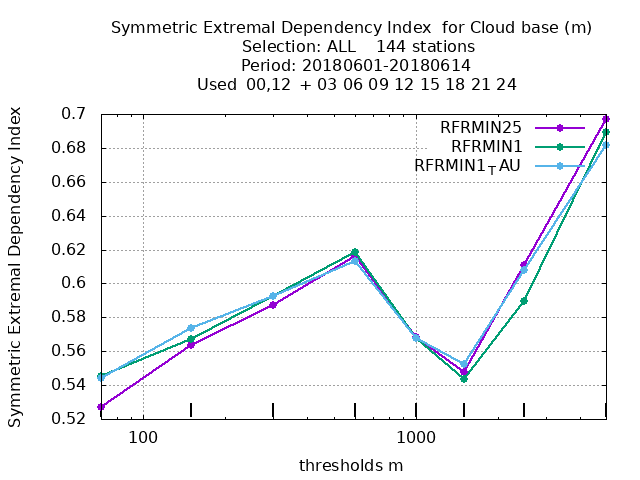 Symmetric Extremal Dependency Index  for Cloud base (m)
Selection: ALL    144 stations
Period: 20180601-20180614
Used  00,12  + 03 06 09 12 15 18 21 24
Symmetric Extremal Dependency Index
0.7
0.68
0.66
0.64
0.62
0.6
0.58
0.56
0.54
0.52
RFRMIN25
RFRMIN1
RFRMIN1TAU
100
1000
thresholds m